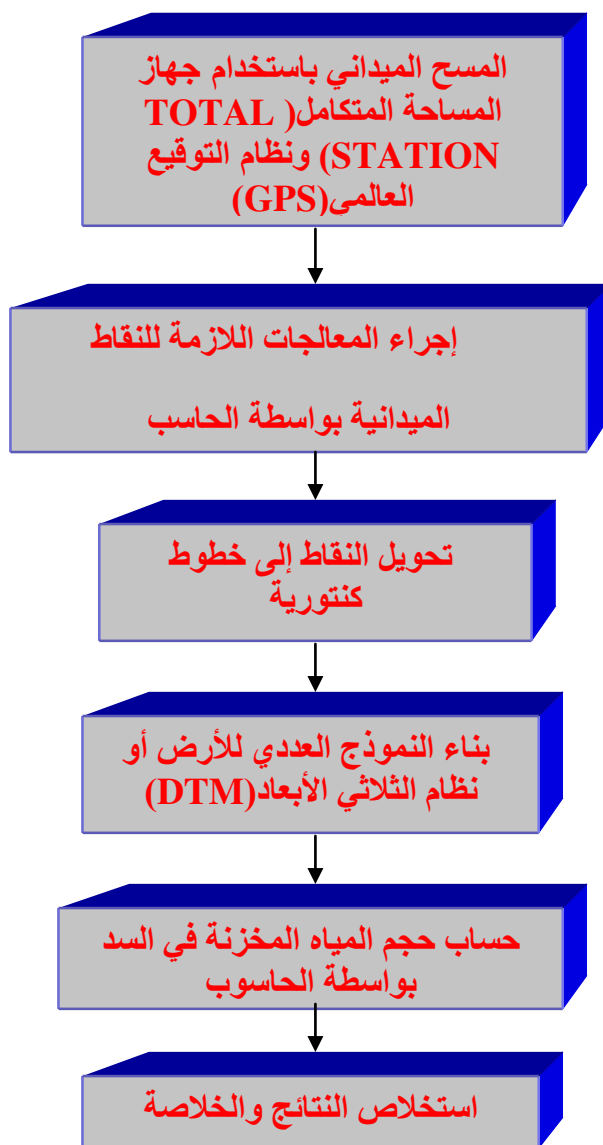 المسح الميداني باستخدام جهاز
المساحة المتكامل( TOTAL
STATION) ونظام التوقيع
العالمي(GPS)
إجراء المعالجات اللازمة للنقاط
الميدانية بواسطة الحاسب
تحويل النقاط إلى خطوط
كنتورية
بناء النموذج العددي للأرض أو
نظام الثلاثي الأبعاد(DTM)
حساب حجم المياه المخزنة في السد
بواسطة الحاسوب
استخلاص النتائج والخلاصة